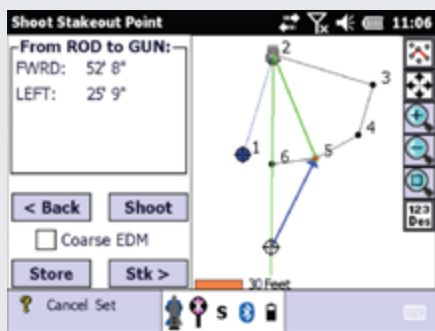 Shoot Stakeout Point 11:06
From ROD to GUN:
FWRD: 52' 8"
LEFT: 25' 9"
< Back Shoot
Coarse EDM
Store Stk >
2
3
4
1
6
5
123
Des
30 Feet
Cancel Set S